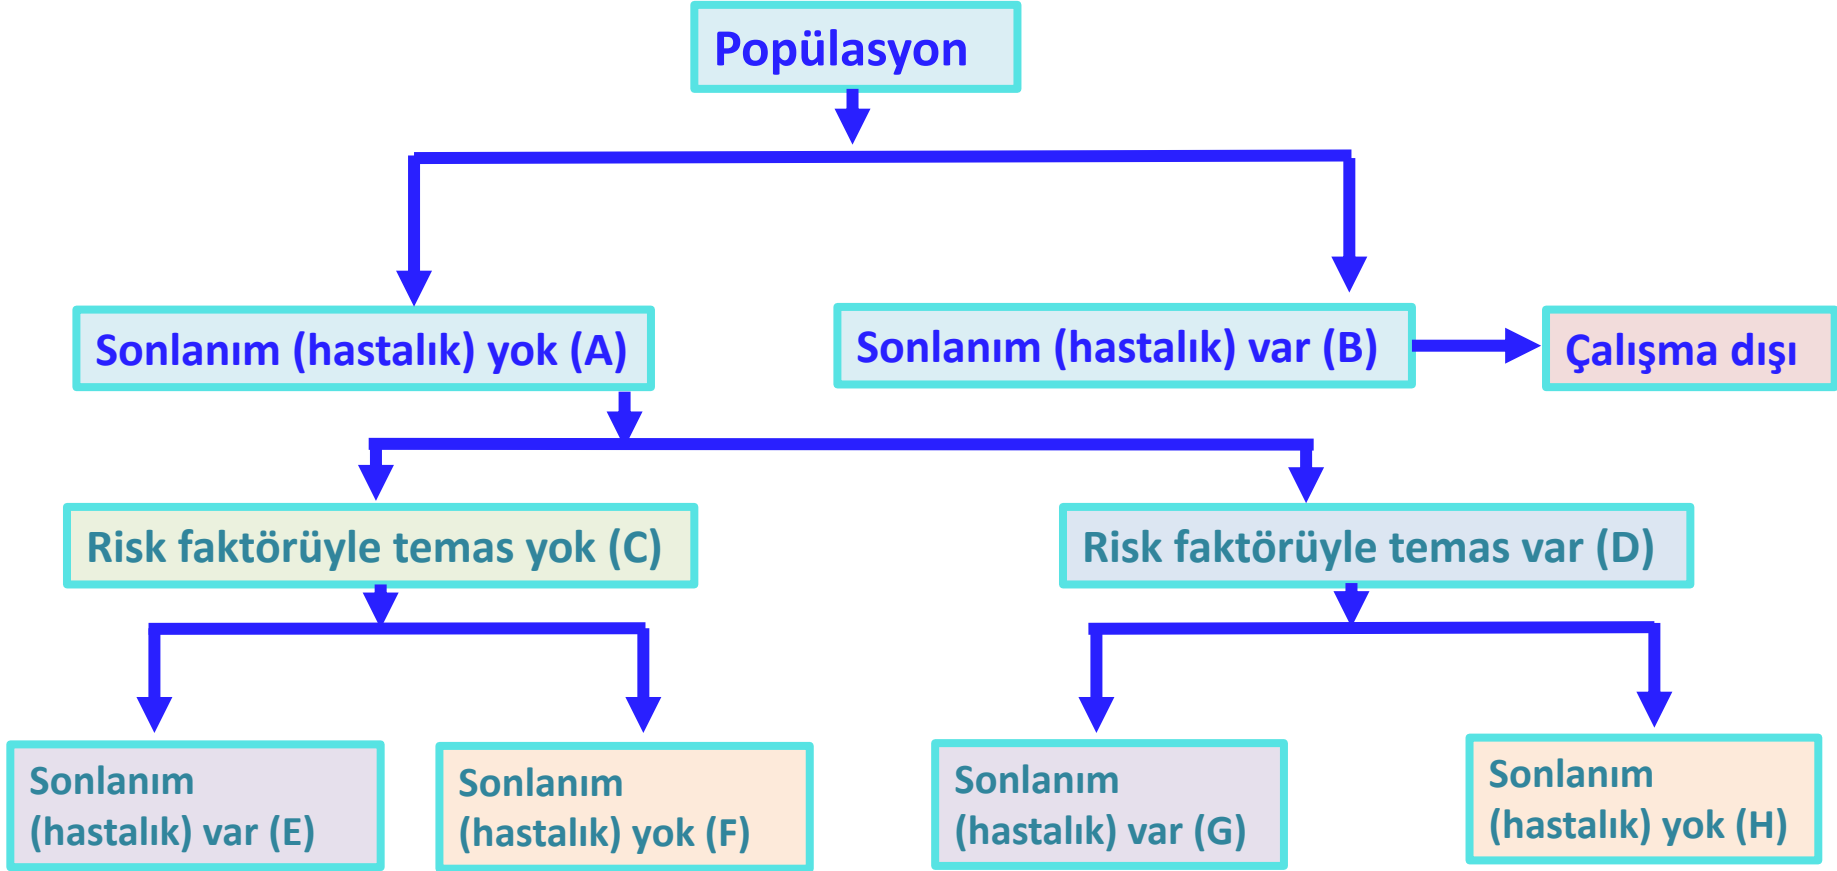 Popülasyon
Sonlanım (hastalık) yok (A)
Sonlanım (hastalık) var (B)
Çalışma dışı
Risk faktörüyle temas yok (C)
Risk faktörüyle temas var (D)
Sonlanım
(hastalık) var (E)
Sonlanım
(hastalık) yok (F)
Sonlanım
(hastalık) var (G)
Sonlanım
(hastalık) yok (H)